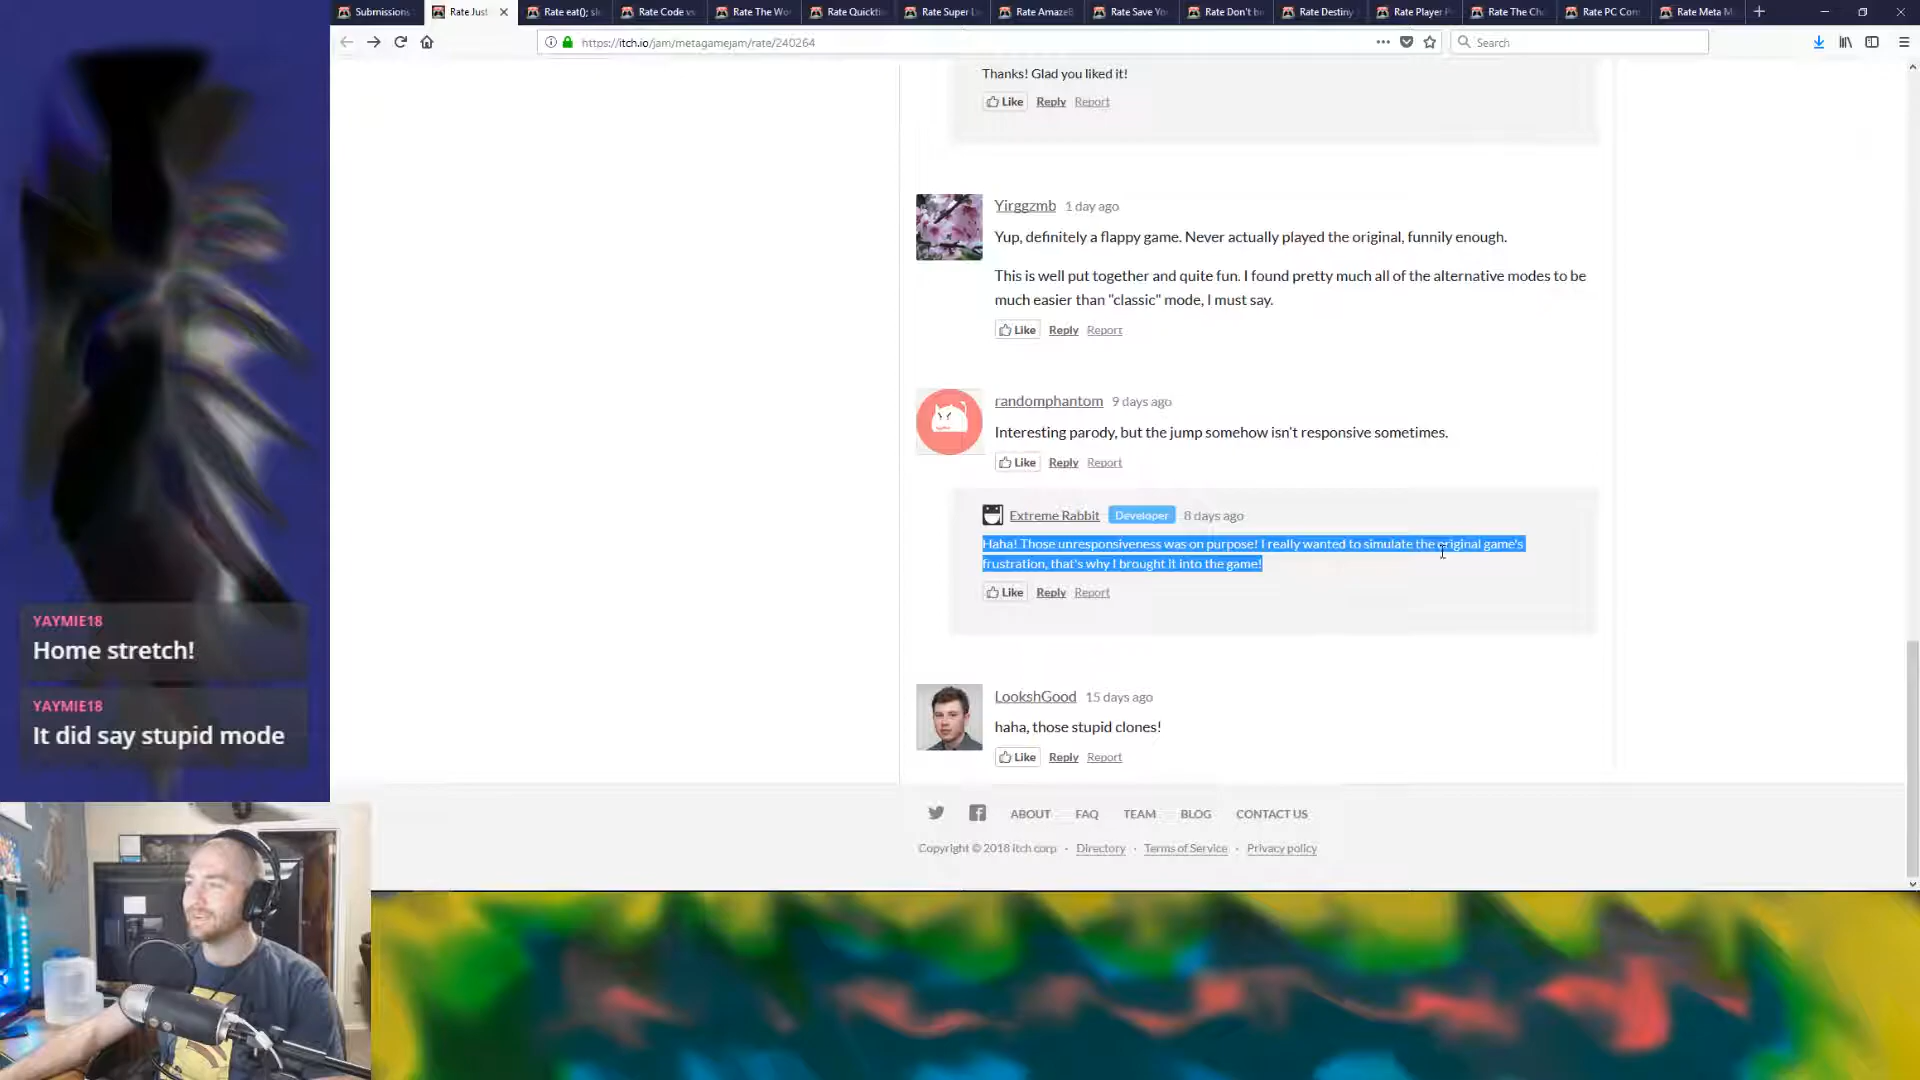 Submissions
Rate Just
Rate eat(); sl
Rate Code vs
Rate The Wo
Rate Quickti
Rate Super L
Rate AmazeB
Rate Save Yo
Rate Don't b
Rate Destiny
Rate Player P
Rate The Ch
Rate PC Com
Rate Meta M
https://itch.io/jam/metagamejam/rate/240264
Search
Thanks! Glad you liked it!
Like Reply Report
Yirggzmb 1 day ago
Yup, definitely a flappy game. Never actually played the original, funnily enough.
This is well put together and quite fun. I found pretty much all of the alternative modes to be
much easier than "classic" mode, I must say.
Like Reply Report
randomphantom 9 days ago
Interesting parody, but the jump somehow isn't responsive sometimes.
Like Reply Report
Extreme Rabbit Developer 8 days ago
Haha! Those unresponsiveness was on purpose! I really wanted to simulate the original game's
frustration, that's why I brought it into the game!
Like Reply Report
LookshGood 15 days ago
haha, those stupid clones!
Like Reply Report
ABOUT FAQ TEAM BLOG CONTACT US
Copyright © 2018 itch corp · Directory · Terms of Service · Privacy policy
YAYMIE18
Home stretch!
YAYMIE18
It did say stupid mode